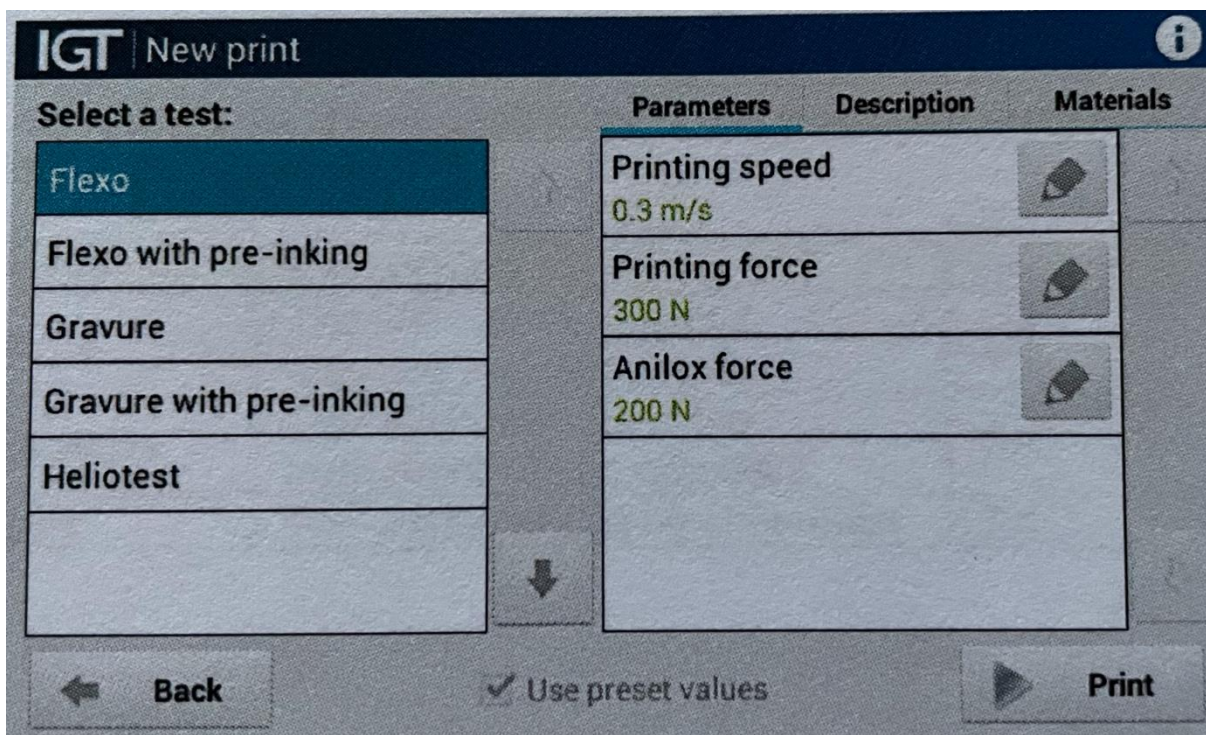 IGT New print
Select a test:
Flexo
Flexo with pre-inking
Gravure
Gravure with pre-inking
Heliotest
Back
Parameters Description Materials
Printing speed
0.3 m/s
Printing force
300 N
Anilox force
200 N
Use preset values
Print